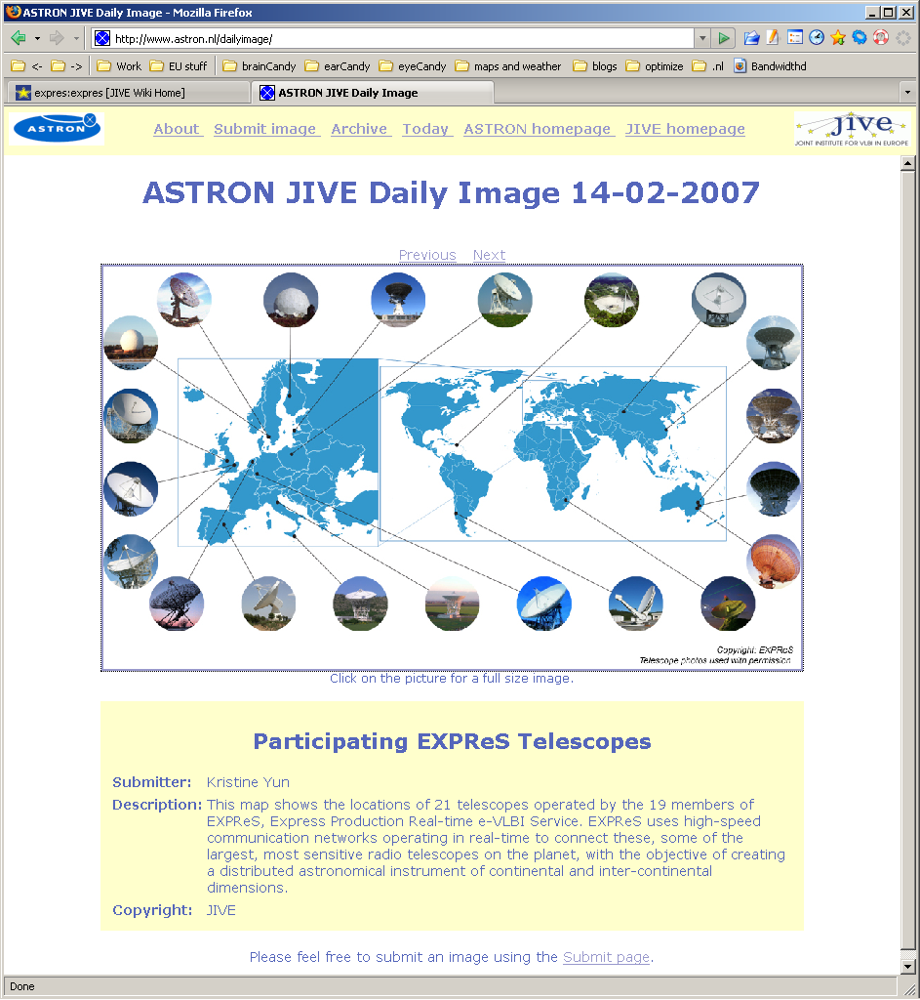 ASTRON JIVE Daily Image - Mozilla Firefox
http://www.astron.nl/dailyimage/
<- -> Work EU stuff brainCandy earCandy eyeCandy maps and weather blogs optimize .nl Bandwidthd
expres:expres [JIVE Wiki Home] ASTRON JIVE Daily Image
ASTRON About Submit image Archive Today ASTRON homepage JIVE homepage JIVE
JOINT INSTITUTE FOR VLBI IN EUROPE
ASTRON JIVE Daily Image 14-02-2007
Previous Next
Copyright: EXPReS
Telescope photos used with permission
Click on the picture for a full size image.
Participating EXPReS Telescopes
Submitter: Kristine Yun
Description: This map shows the locations of 21 telescopes operated by the 19 members of
EXPReS, Express Production Real-time e-VLBI Service. EXPReS uses high-speed
communication networks operating in real-time to connect these, some of the
largest, most sensitive radio telescopes on the planet, with the objective of creating
a distributed astronomical instrument of continental and inter-continental
dimensions.
Copyright: JIVE
Please feel free to submit an image using the Submit page.
Done